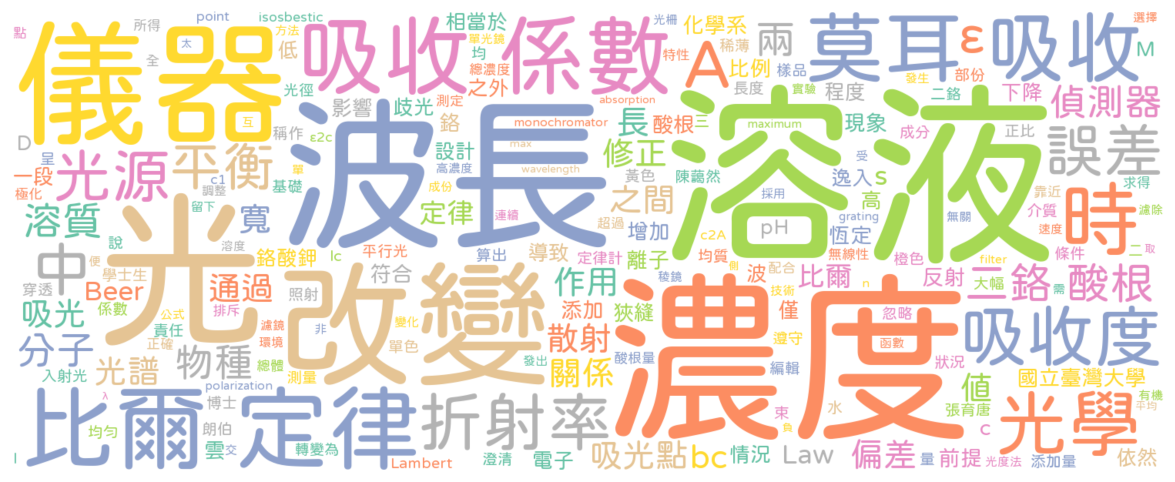 點 所得 point isosbestic 相當於 光柵 化學系 兩 莫耳吸收 ε 選擇 M
儀器 太 方法 低 單光鏡 均 吸收係數 特性 A 稀薄 比例 發生 部份
全 光徑 總濃度 之外 長度 樣品 實驗 程度 二鉻 下降 偵測器
影響 歧光 測定 absorption
D 互 稱作 ε2c 鉻 monochromator 長 酸根 三 maximum 現象 成分 正比 誤差
呈 平衡 設計 max 修正 溶液
一段 光源 單 高濃度 wavelength 黃色 陳藹然 受 逸入 s 靠近 求得
極化 c1 基礎 成份 波長 之間 採用 高 介質 時 濾除
溶質 調整 留下 寬 定律 連續 超過 c2A pH 恆定 grating 無關 速度
說 溶度 鉻酸鉀 Ic 平行光 算出 導致 增加 定律計 均質 側 無線性 橙色 filter 條件 二 取
中 便 離子 波 配合 比爾 反射 大幅 二鉻酸根
穿透 學士生 Beer 通過 照射 符合 稜鏡 作用 技術 n 需
吸光 係數 公式 排斥 光 改變 添加 狹縫 僅 忽略
責任 濾鏡 非 變化 遵守 濃度 函數 吸收度
分子 正確 環境 單色 發出 散射 酸根量 編輯 狀況
入射光 光譜 物種 總體 測量 關係 值 國立臺灣大學
λ polarization 博士 折射率 束 水 張育唐 有機
比爾定律 朗伯 負 c 光學 平均
均勻 雲 交 吸光點 bc 情況 Law 偏差 量 前提 光度法 添加量 依然
l 轉變為 Lambert 澄清 電子